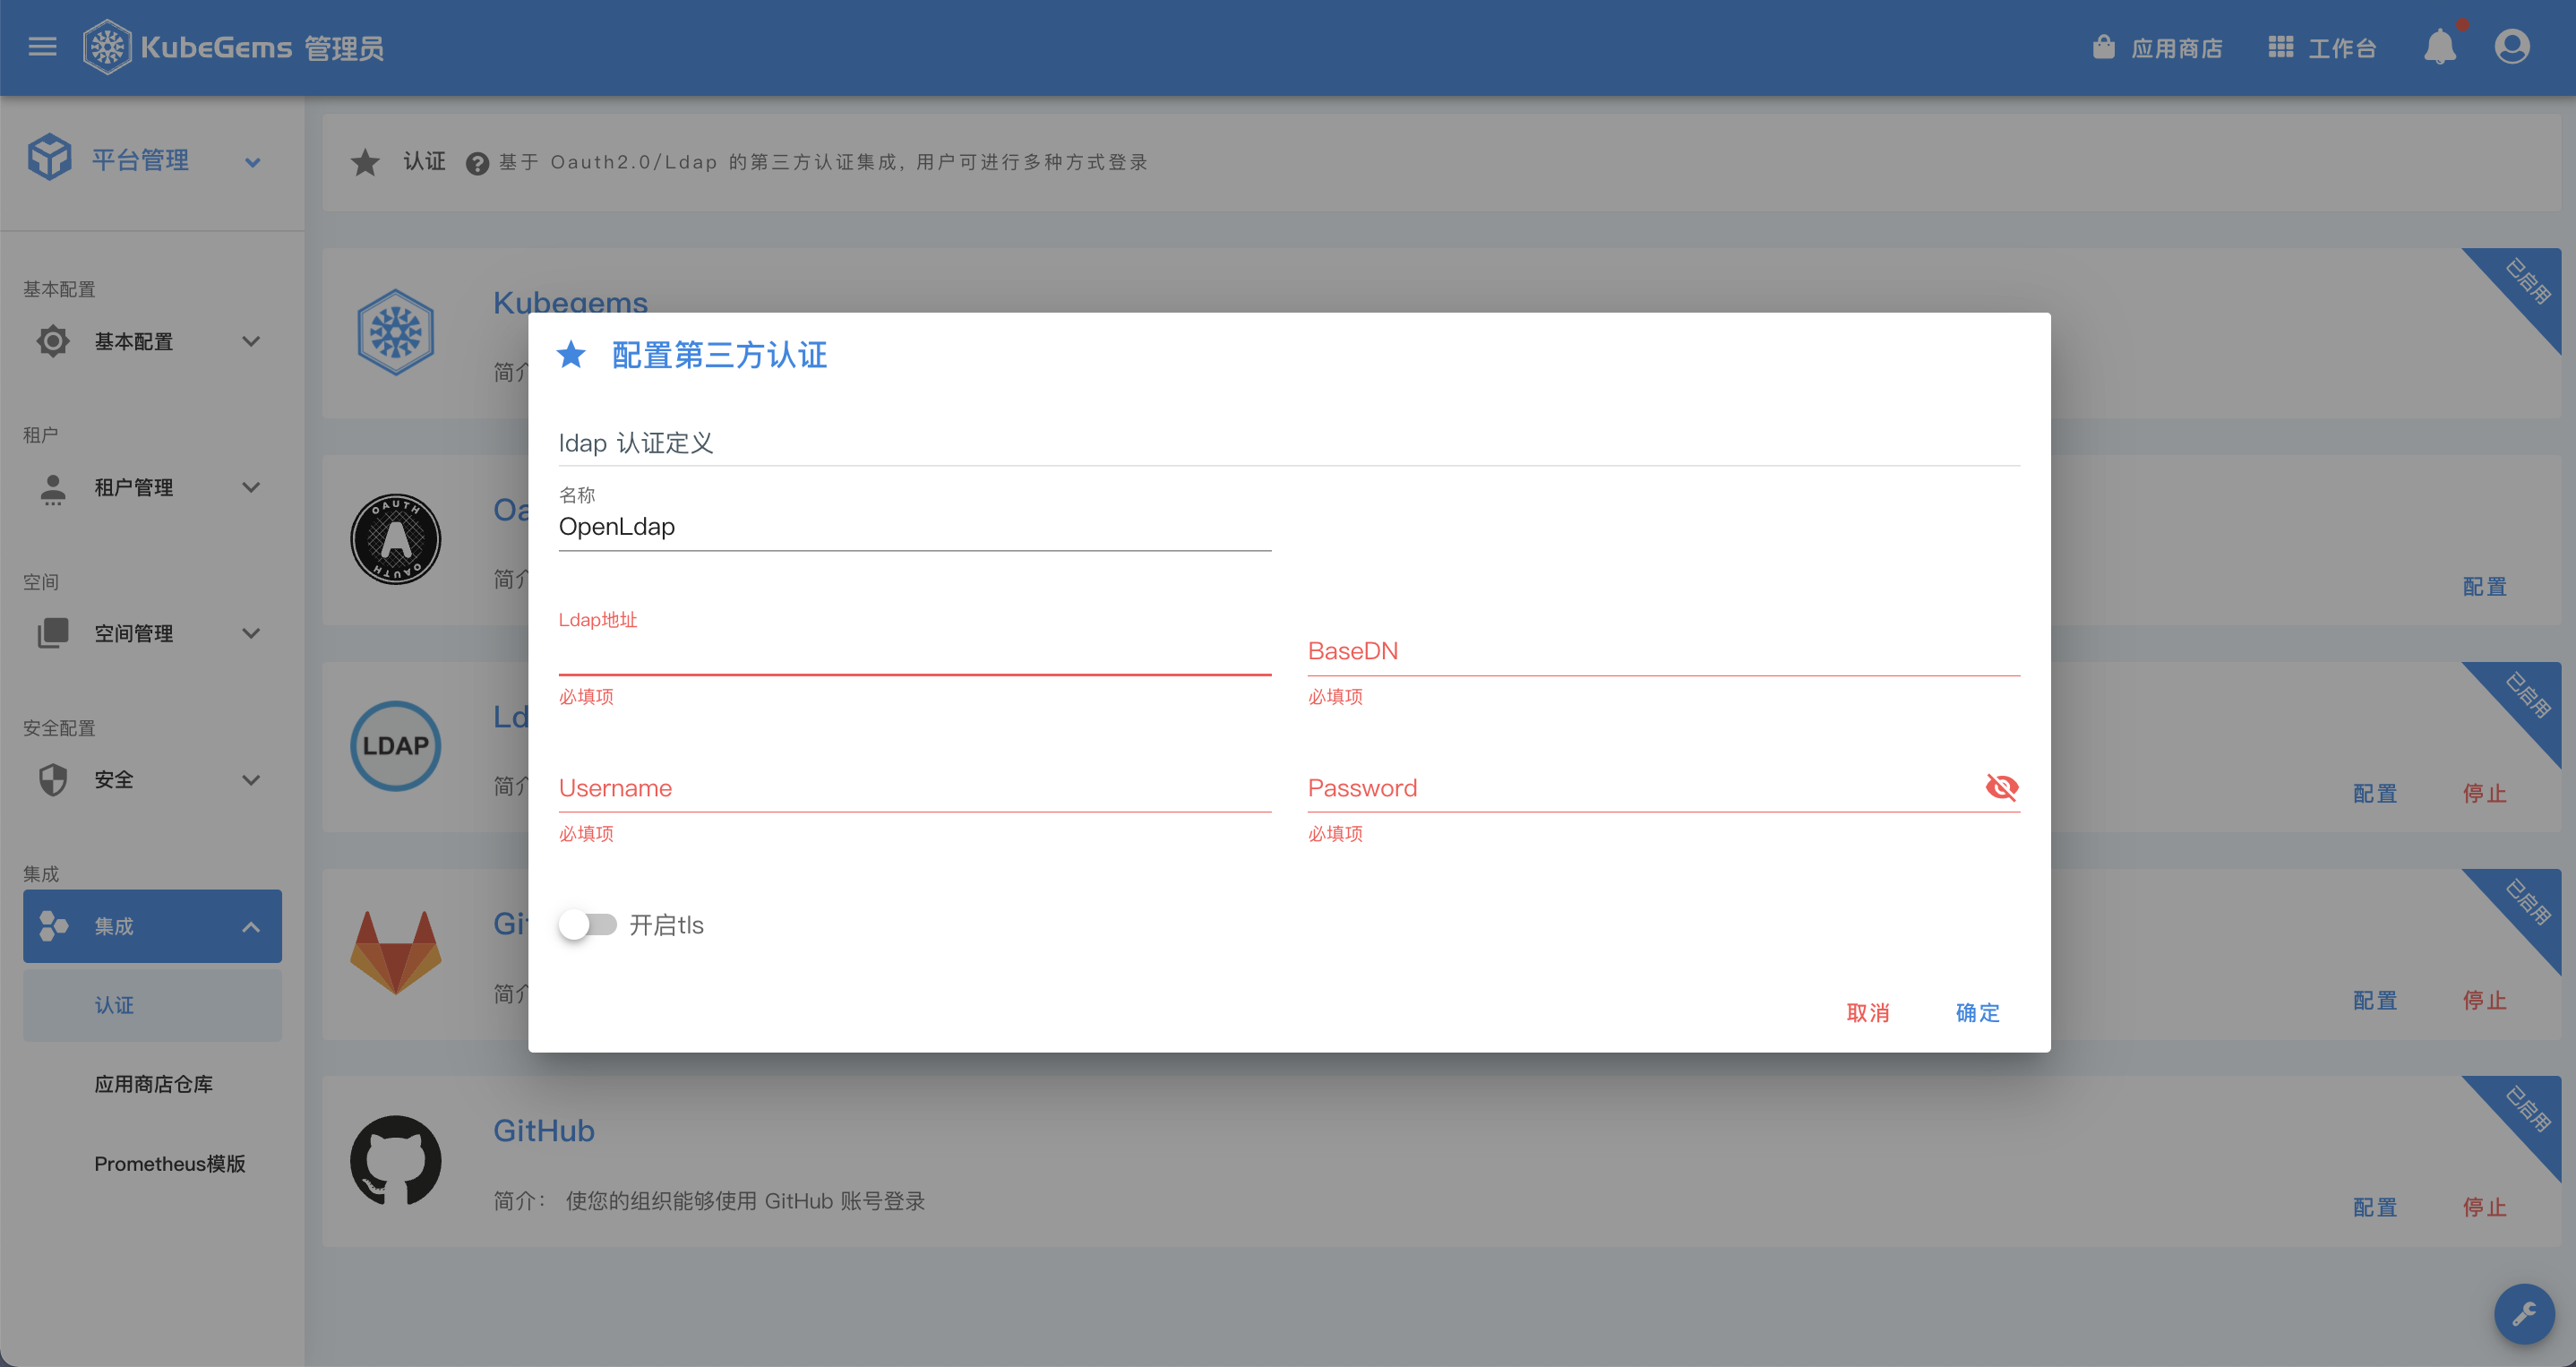 KubeGems 管理员
应用商店
工作台
平台管理
认证
基于 Oauth2.0/Ldap 的第三方认证集成, 用户可进行多种方式登录
基本配置
基本配置
租户
租户管理
空间
空间管理
安全配置
安全
集成
集成
认证
应用商店仓库
Prometheus模版
Kubegems
简介
已启用
OAUTH
A
OAUTH
Oa
简介
配置
LDAP
Ld
简介
已启用
配置
停止
Git
简介
已启用
配置
停止
GitHub
简介： 使您的组织能够使用 GitHub 账号登录
已启用
配置
停止
配置第三方认证
ldap 认证定义
名称
OpenLdap
Ldap地址
必填项
BaseDN
必填项
Username
必填项
Password
必填项
开启tls
取消
确定